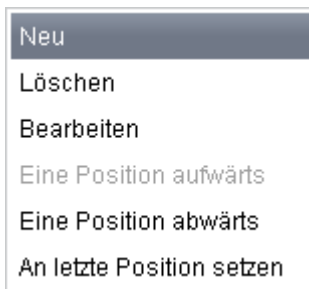 Neu
Löschen
Bearbeiten
Eine Position aufwärts
Eine Position abwärts
An letzte Position setzen